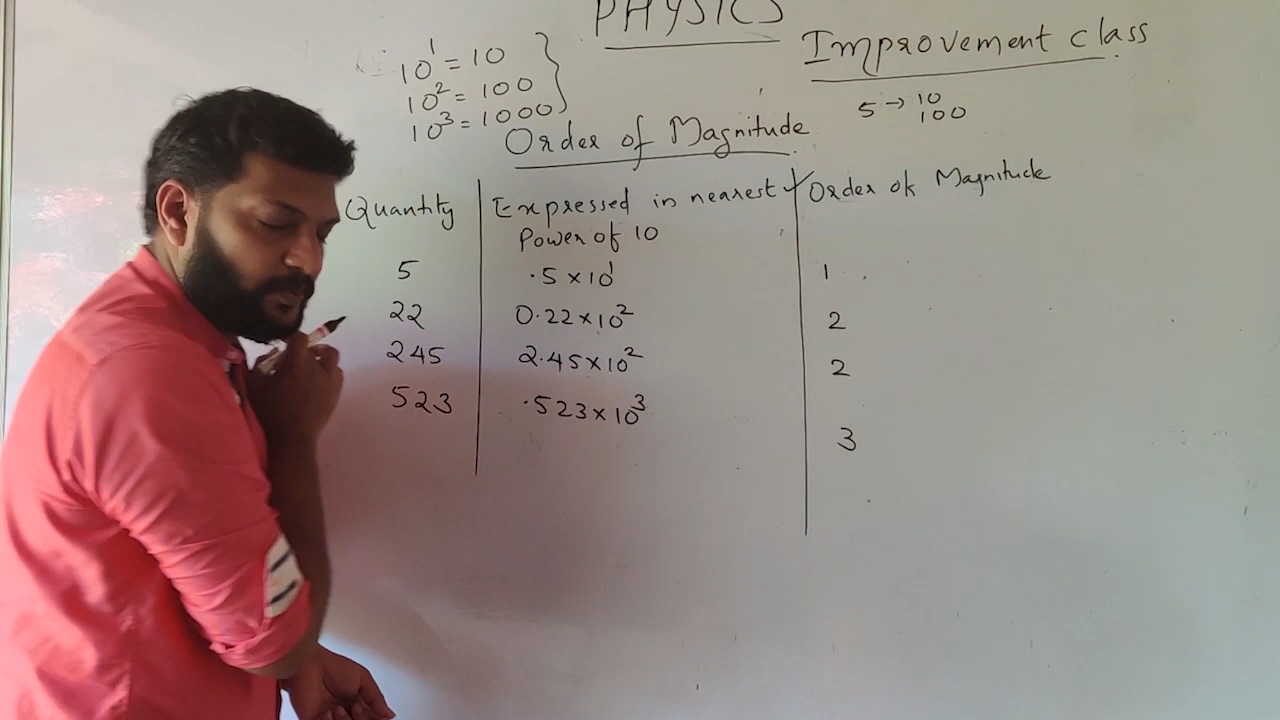 PHYSICS
Improvement class
10¹ = 10
10² = 100
10³ = 1000
5 → 10
100
Order of Magnitude
Quantity Expressed in nearest Power of 10 Order of Magnitude
5 .5 × 10¹ 1
22 0.22 × 10² 2
245 2.45 × 10² 2
523 .523 × 10³ 3